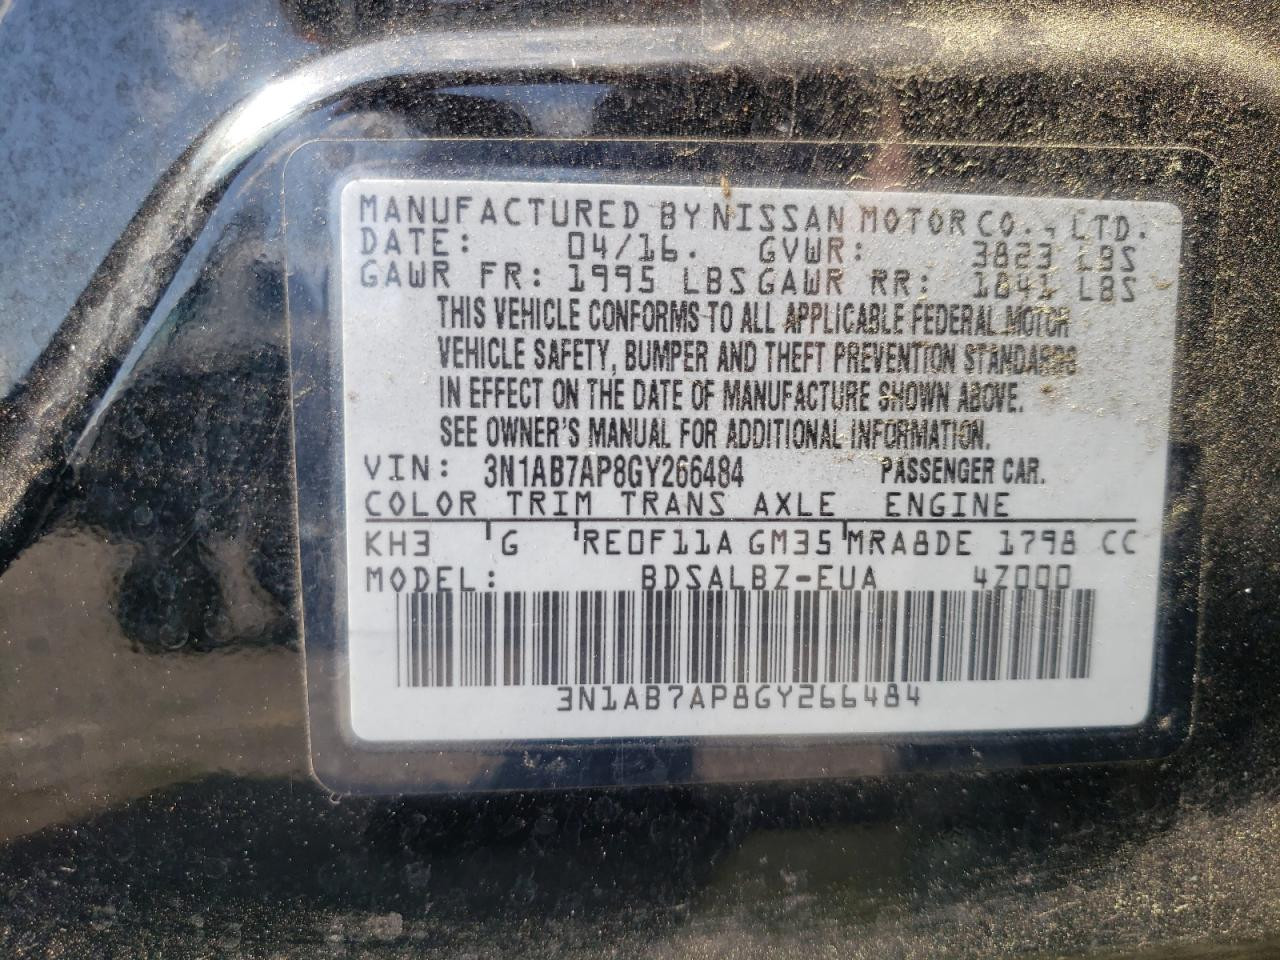 MANUFACTURED BY NISSAN MOTOR CO., LTD.
DATE: 04/16. GVWR: 3823 LBS
GAWR FR: 1995 LBS GAWR RR: 1841 LBS
THIS VEHICLE CONFORMS TO ALL APPLICABLE FEDERAL MOTOR
VEHICLE SAFETY, BUMPER AND THEFT PREVENTION STANDARDS
IN EFFECT ON THE DATE OF MANUFACTURE SHOWN ABOVE.
SEE OWNER'S MANUAL FOR ADDITIONAL INFORMATION.
VIN: 3N1AB7AP8GY266484 PASSENGER CAR.
COLOR TRIM TRANS AXLE ENGINE
KH3 G RE0F11A GM35 MRA8DE 1798 CC
MODEL: BDSALBZ-EUA 4Z000
3N1AB7AP8GY266484